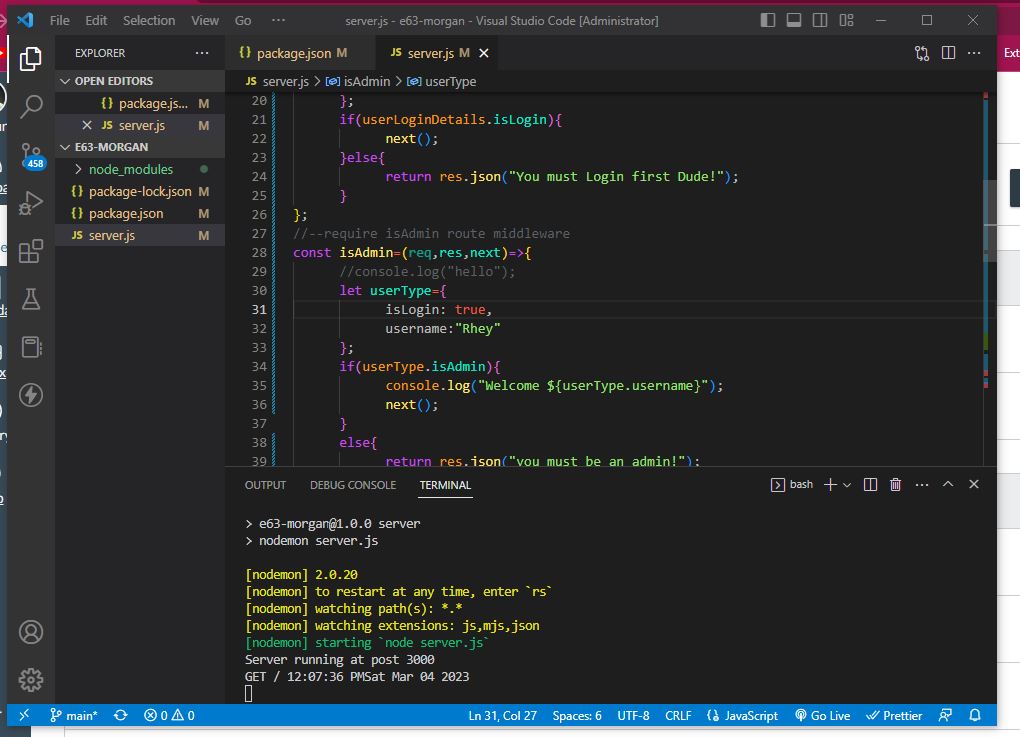 File Edit Selection View Go ··· server.js - e63-morgan - Visual Studio Code [Administrator]
EXPLORER ···
{} package.json M JS server.js M
JS server.js > isAdmin > userType
OPEN EDITORS
{} package.js... M
JS server.js M
E63-MORGAN
node_modules
{} package-lock.json M
{} package.json M
JS server.js M
458
20 };
21 if(userLoginDetails.isLogin){
22 next();
23 }else{
24 return res.json("You must Login first Dude!");
25 }
26 };
27 //--require isAdmin route middleware
28 const isAdmin=(req,res,next)=>{
29 //console.log("hello");
30 let userType={
31 isLogin: true,
32 username:"Rhey"
33 };
34 if(userType.isAdmin){
35 console.log("Welcome ${userType.username}");
36 next();
37 }
38 else{
39 return res.json("you must be an admin!");
OUTPUT DEBUG CONSOLE TERMINAL bash
> e63-morgan@1.0.0 server
> nodemon server.js
[nodemon] 2.0.20
[nodemon] to restart at any time, enter `rs`
[nodemon] watching path(s): *.*
[nodemon] watching extensions: js,mjs,json
[nodemon] starting `node server.js`
Server running at post 3000
GET / 12:07:36 PMSat Mar 04 2023
main* 0 0 Ln 31, Col 27 Spaces: 6 UTF-8 CRLF {} JavaScript Go Live Prettier
Ext